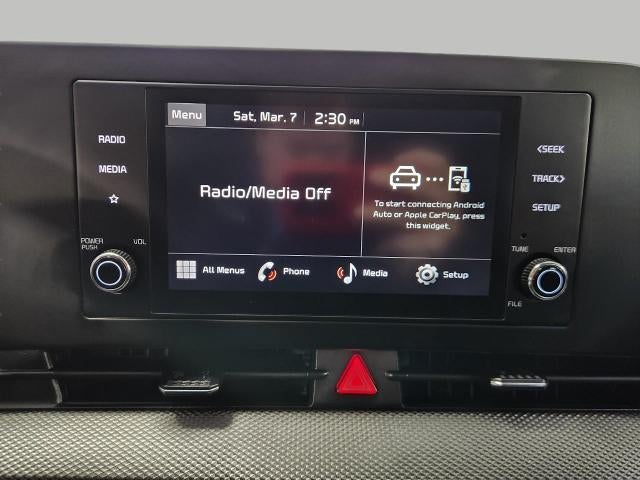 Menu Sat, Mar. 7 2:30 PM
RADIO
MEDIA
POWER PUSH VOL
Radio/Media Off
To start connecting Android
Auto or Apple CarPlay, press
this widget.
All Menus Phone Media Setup
<SEEK
TRACK>
SETUP
TUNE ENTER
FILE